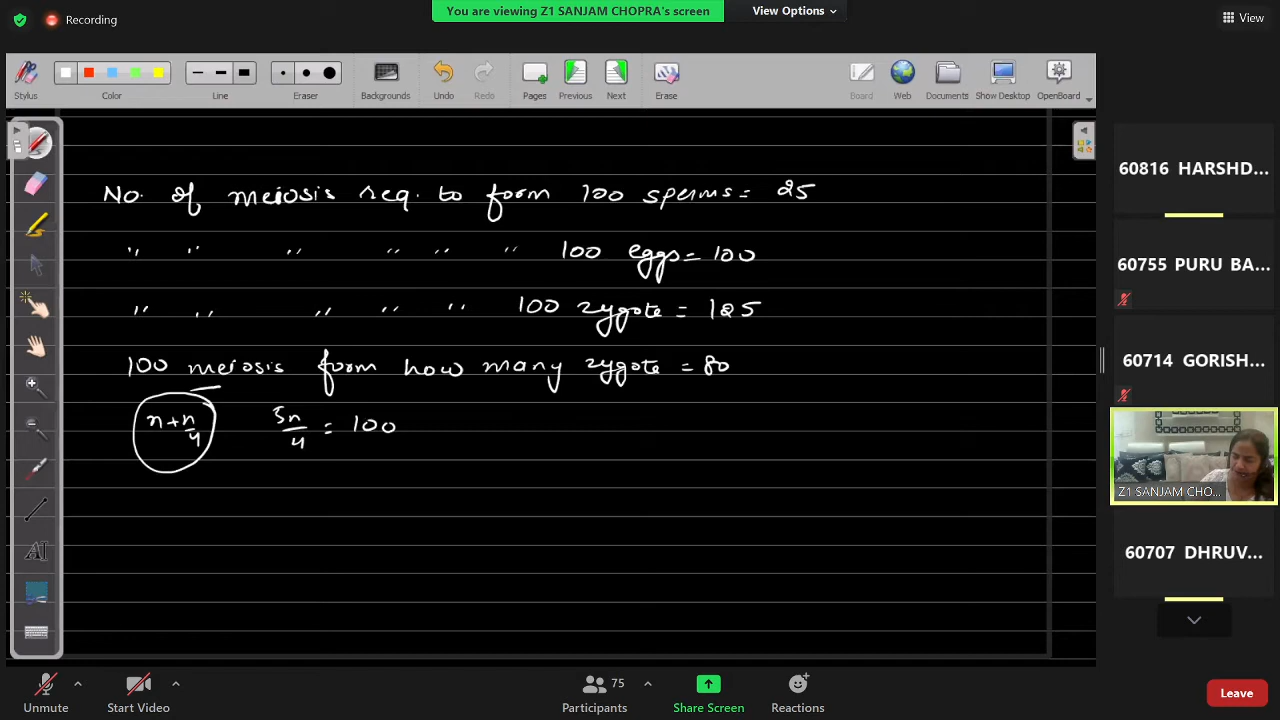 Recording
You are viewing Z1 SANJAM CHOPRA's screen
View Options
View
Stylus
Color
Line
Eraser
Backgrounds
Undo
Redo
Pages
Previous
Next
Erase
Board
Web
Documents
Show Desktop
OpenBoard
No. of meiosis req. to form 100 sperms = 25
" " " " " " 100 eggs = 100
" " " " " 100 zygote = 125
100 meiosis form how many zygote = 80
n + n/4 5n/4 = 100
60816 HARSHD...
60755 PURU BA...
60714 GORISH...
Z1 SANJAM CHO...
60707 DHRUV...
Unmute
Start Video
75
Participants
Share Screen
Reactions
Leave